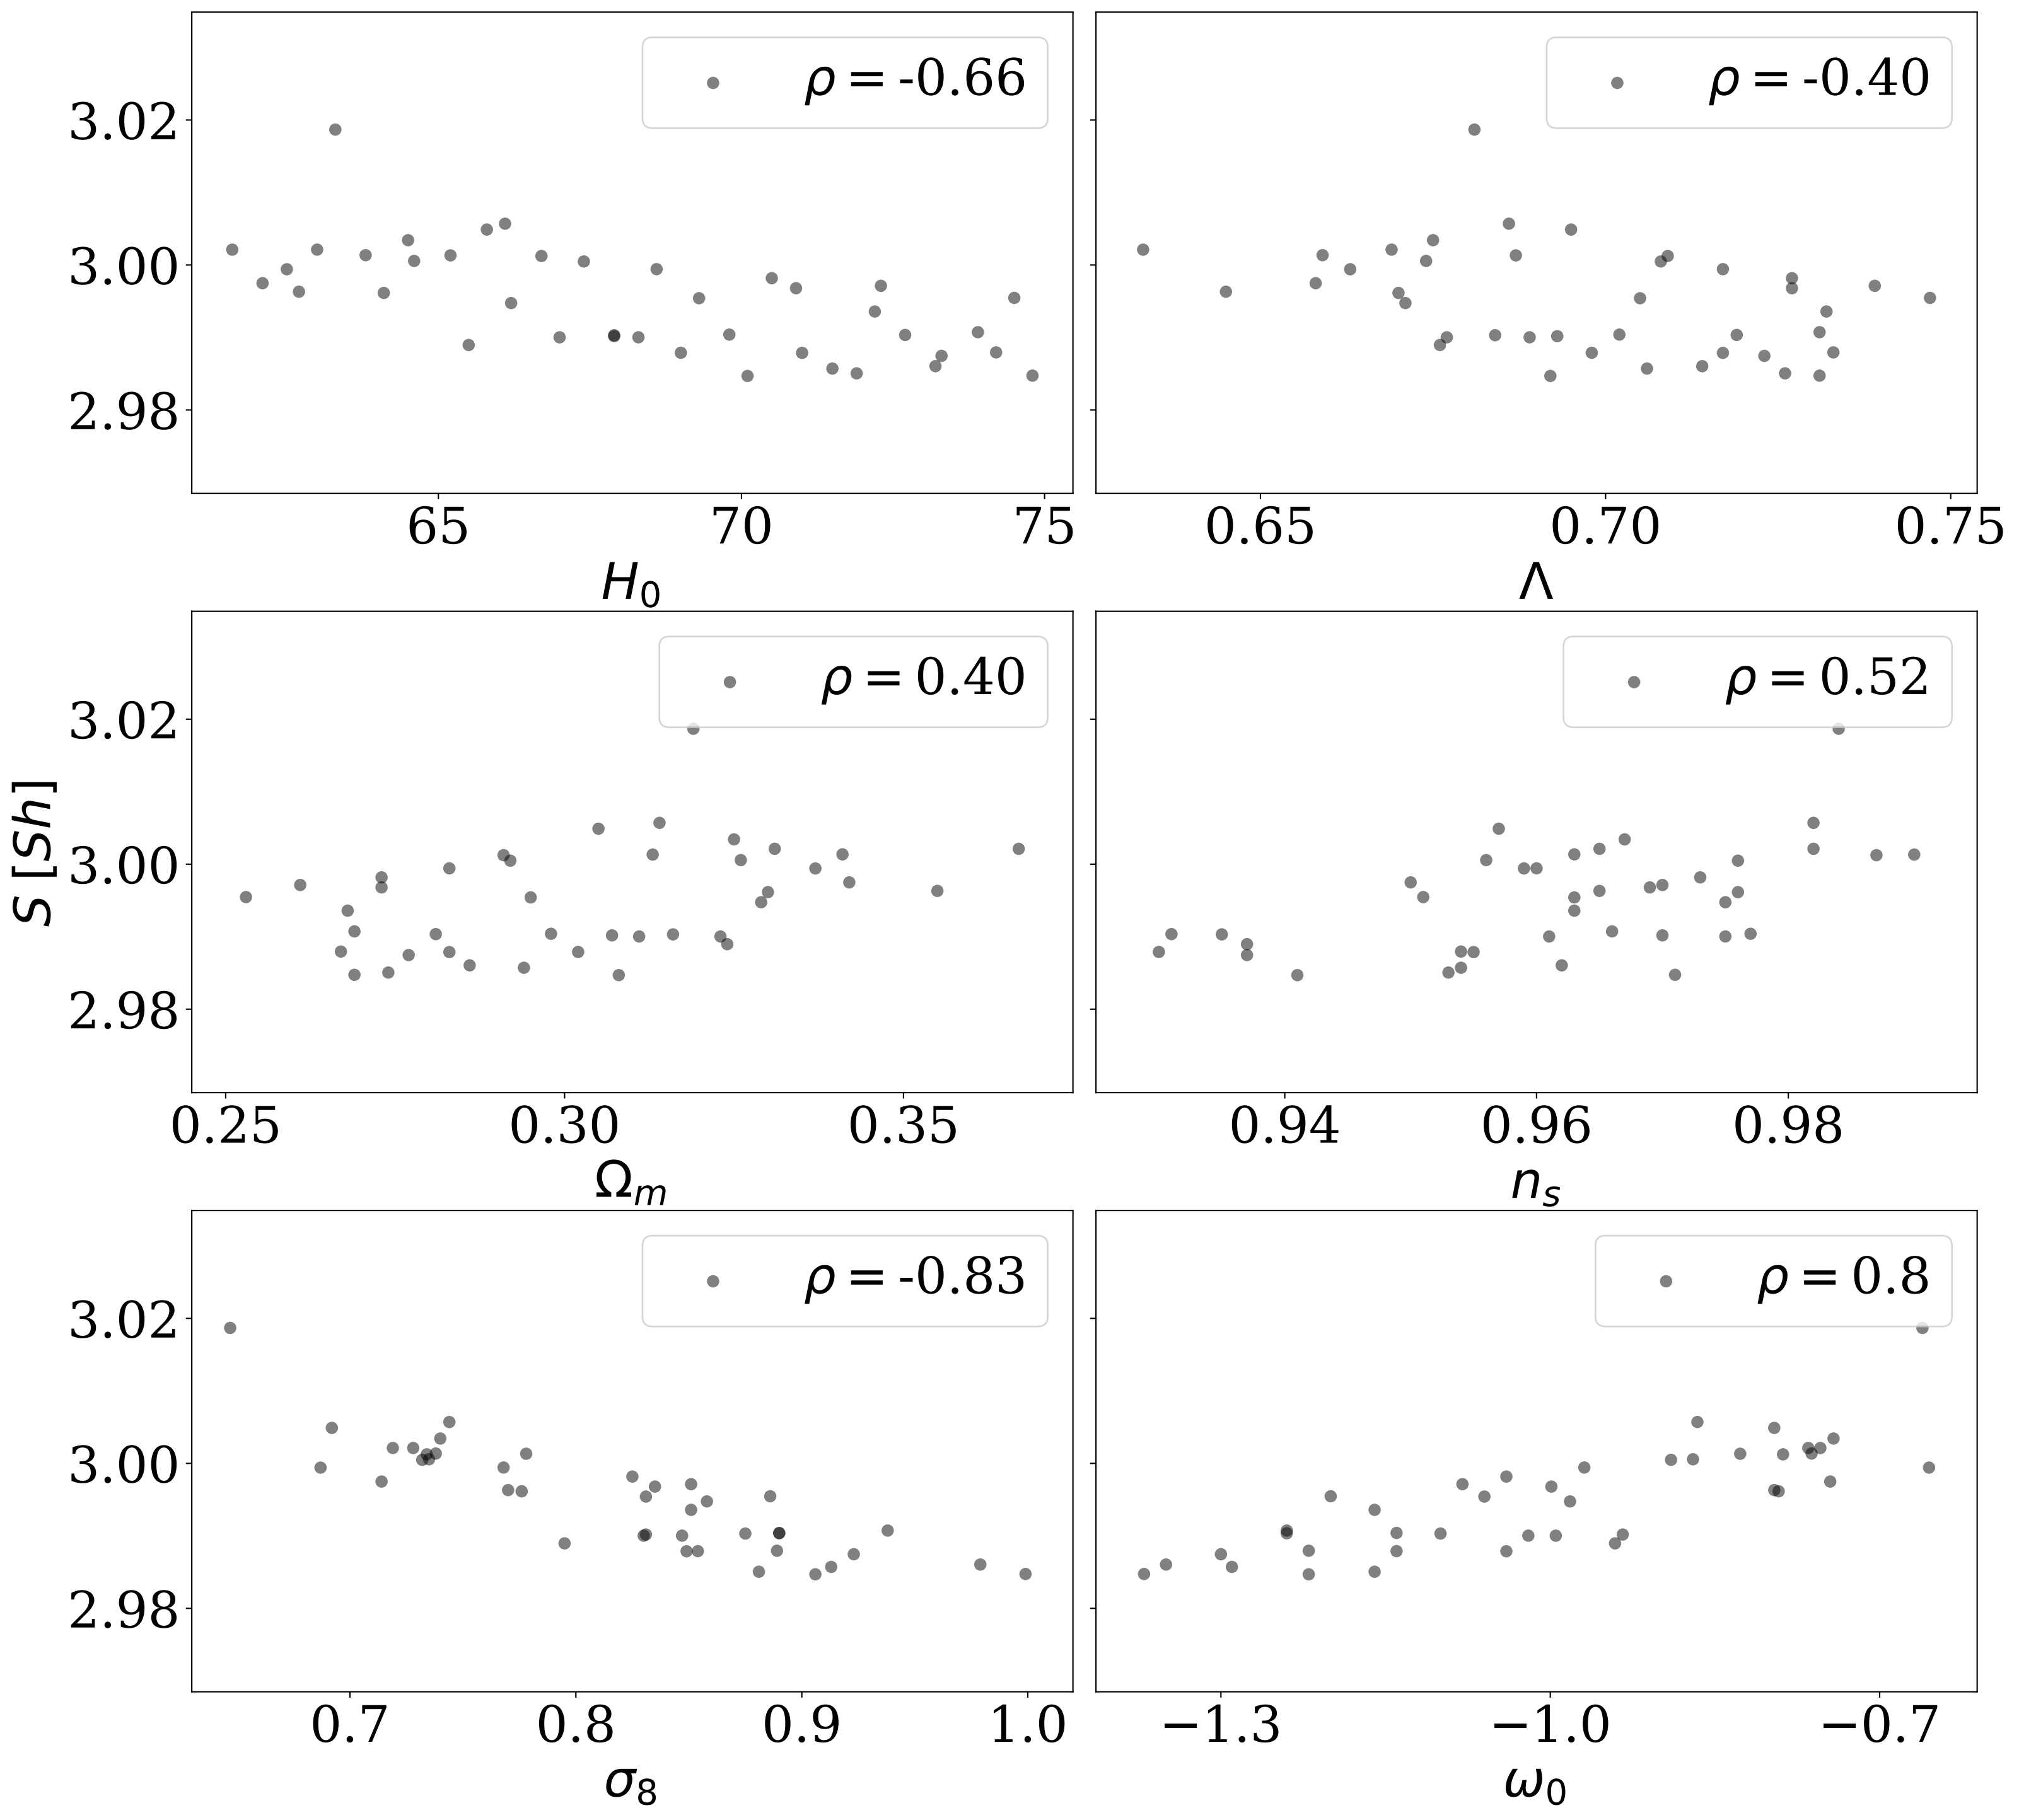 ρ = -0.66
ρ = -0.40
3.02
3.00
2.98
65 70 75
0.65 0.70 0.75
H₀
Λ
ρ = 0.40
ρ = 0.52
3.02
3.00
2.98
S [Sh]
0.25 0.30 0.35
0.94 0.96 0.98
Ωₘ
nₛ
ρ = -0.83
ρ = 0.8
3.02
3.00
2.98
0.7 0.8 0.9 1.0
−1.3 −1.0 −0.7
σ₈
ω₀